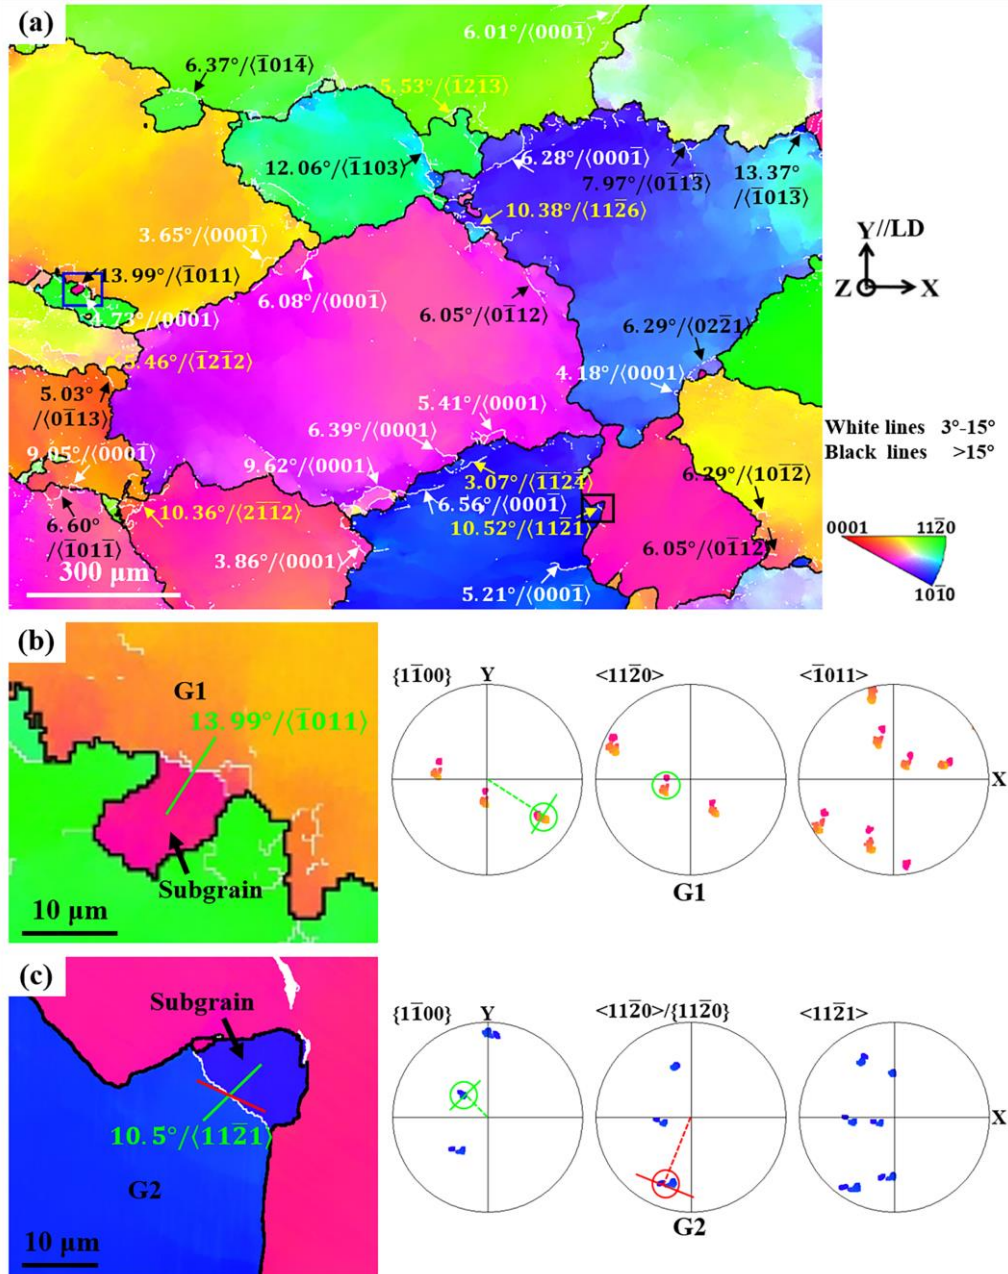 (a)
6.01°/⟨0001̄⟩
6.37°/⟨1̄014̄⟩
5.53°/⟨1̄21̄3̄⟩
12.06°/⟨1̄103⟩
6.28°/⟨0001̄⟩
7.97°/⟨01̄13̄⟩
13.37°
/⟨1̄013̄⟩
10.38°/⟨112̄6⟩
3.65°/⟨0001̄⟩
13.99°/⟨1̄011⟩
6.08°/⟨0001̄⟩
4.73°/⟨0001⟩
6.05°/⟨01̄12⟩
6.29°/⟨022̄1⟩
5.46°/⟨1̄21̄2⟩
4.18°/⟨0001⟩
5.03°
/⟨01̄13⟩
5.41°/⟨0001⟩
6.39°/⟨0001⟩
9.05°/⟨0001̄⟩
9.62°/⟨0001⟩
3.07°/⟨1̄1̄24̄⟩
6.29°/⟨101̄2̄⟩
6.56°/⟨0001̄⟩
10.36°/⟨21̄1̄2⟩
10.52°/⟨112̄1⟩
6.60°
/⟨1̄011̄⟩
3.86°/⟨0001⟩
6.05°/⟨01̄12⟩
300 µm
5.21°/⟨0001̄⟩
Y//LD
Z X
White lines 3°-15°
Black lines >15°
0001 112̄0
101̄0
(b)
G1
13.99°/⟨1̄011⟩
Subgrain
10 µm
{11̄00} Y <112̄0> <1̄011>
X
G1
(c)
Subgrain
10.5°/⟨112̄1⟩
G2
10 µm
{11̄00} Y <112̄0>/{112̄0} <112̄1>
X
G2